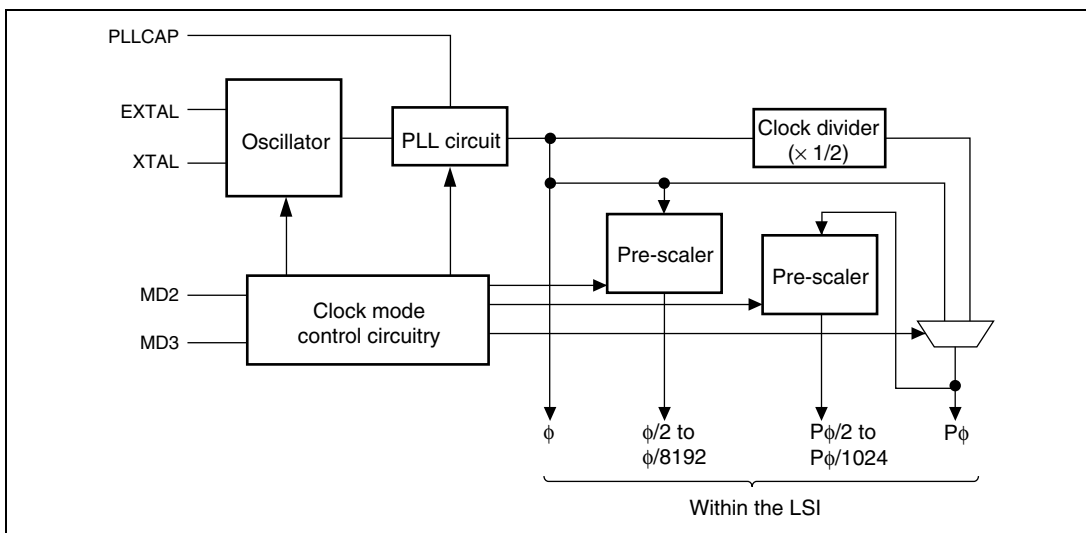 PLLCAP
EXTAL
XTAL
Oscillator
PLL circuit
Clock divider
(× 1/2)
Pre-scaler
Pre-scaler
MD2
MD3
Clock mode
control circuitry
ϕ
ϕ/2 to
ϕ/8192
Pϕ/2 to
Pϕ/1024
Pϕ
Within the LSI